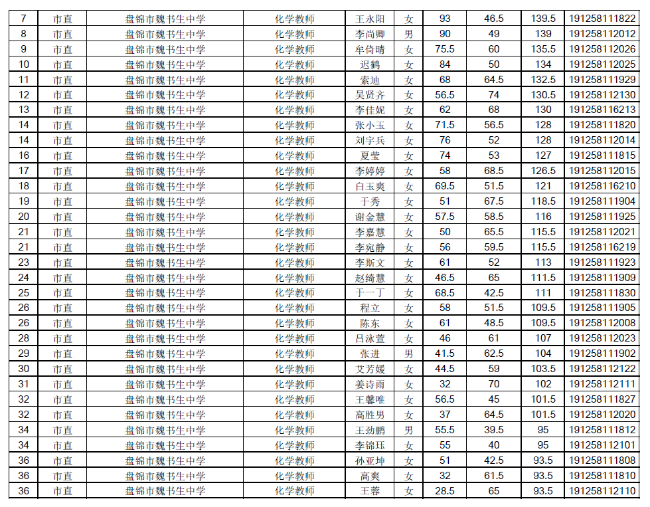 7 市直 盘锦市魏书生中学 化学教师 王永阳 女 93 46.5 139.5 191258111822
8 市直 盘锦市魏书生中学 化学教师 李尚卿 男 90 49 139 191258112012
9 市直 盘锦市魏书生中学 化学教师 牟倚晴 女 75.5 60 135.5 191258112026
10 市直 盘锦市魏书生中学 化学教师 迟鹤 女 84 50 134 191258112025
11 市直 盘锦市魏书生中学 化学教师 索迪 女 68 64.5 132.5 191258111929
12 市直 盘锦市魏书生中学 化学教师 吴贤齐 女 56.5 74 130.5 191258112130
13 市直 盘锦市魏书生中学 化学教师 李佳妮 女 62 68 130 191258116213
14 市直 盘锦市魏书生中学 化学教师 张小玉 女 71.5 56.5 128 191258111820
14 市直 盘锦市魏书生中学 化学教师 刘宇兵 女 76 52 128 191258112014
16 市直 盘锦市魏书生中学 化学教师 夏莹 女 74 53 127 191258111815
17 市直 盘锦市魏书生中学 化学教师 李婷婷 女 58 68.5 126.5 191258112015
18 市直 盘锦市魏书生中学 化学教师 白玉爽 女 69.5 51.5 121 191258116210
19 市直 盘锦市魏书生中学 化学教师 于秀 女 51 67.5 118.5 191258111904
20 市直 盘锦市魏书生中学 化学教师 谢金慧 女 57.5 58.5 116 191258111925
21 市直 盘锦市魏书生中学 化学教师 李嘉慧 女 50 65.5 115.5 191258112021
21 市直 盘锦市魏书生中学 化学教师 李宛静 女 56 59.5 115.5 191258116219
23 市直 盘锦市魏书生中学 化学教师 李斯文 女 61 52 113 191258111923
24 市直 盘锦市魏书生中学 化学教师 赵绮慧 女 46.5 65 111.5 191258111909
25 市直 盘锦市魏书生中学 化学教师 于一丁 女 68.5 42.5 111 191258111830
26 市直 盘锦市魏书生中学 化学教师 程立 女 58 51.5 109.5 191258111905
26 市直 盘锦市魏书生中学 化学教师 陈东 女 61 48.5 109.5 191258112008
28 市直 盘锦市魏书生中学 化学教师 吕泳萱 女 46 61 107 191258112023
29 市直 盘锦市魏书生中学 化学教师 张进 男 41.5 62.5 104 191258111902
30 市直 盘锦市魏书生中学 化学教师 艾芳媛 女 44.5 59 103.5 191258112122
31 市直 盘锦市魏书生中学 化学教师 姜诗雨 女 32 70 102 191258112111
32 市直 盘锦市魏书生中学 化学教师 王馨唯 女 56.5 45 101.5 191258111827
32 市直 盘锦市魏书生中学 化学教师 高胜男 女 37 64.5 101.5 191258112020
34 市直 盘锦市魏书生中学 化学教师 王劲鹏 男 55.5 39.5 95 191258111812
34 市直 盘锦市魏书生中学 化学教师 李锦珏 女 55 40 95 191258112101
36 市直 盘锦市魏书生中学 化学教师 孙亚坤 女 51 42.5 93.5 191258111808
36 市直 盘锦市魏书生中学 化学教师 高爽 女 32 61.5 93.5 191258111810
36 市直 盘锦市魏书生中学 化学教师 王蓉 女 28.5 65 93.5 191258112110